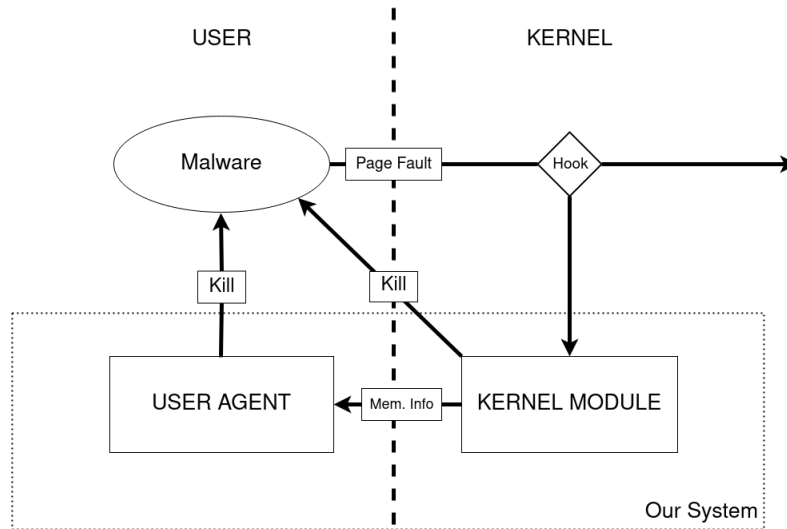 USER
KERNEL
Malware
Page Fault
Hook
Kill
Kill
USER AGENT
Mem. Info
KERNEL MODULE
Our System